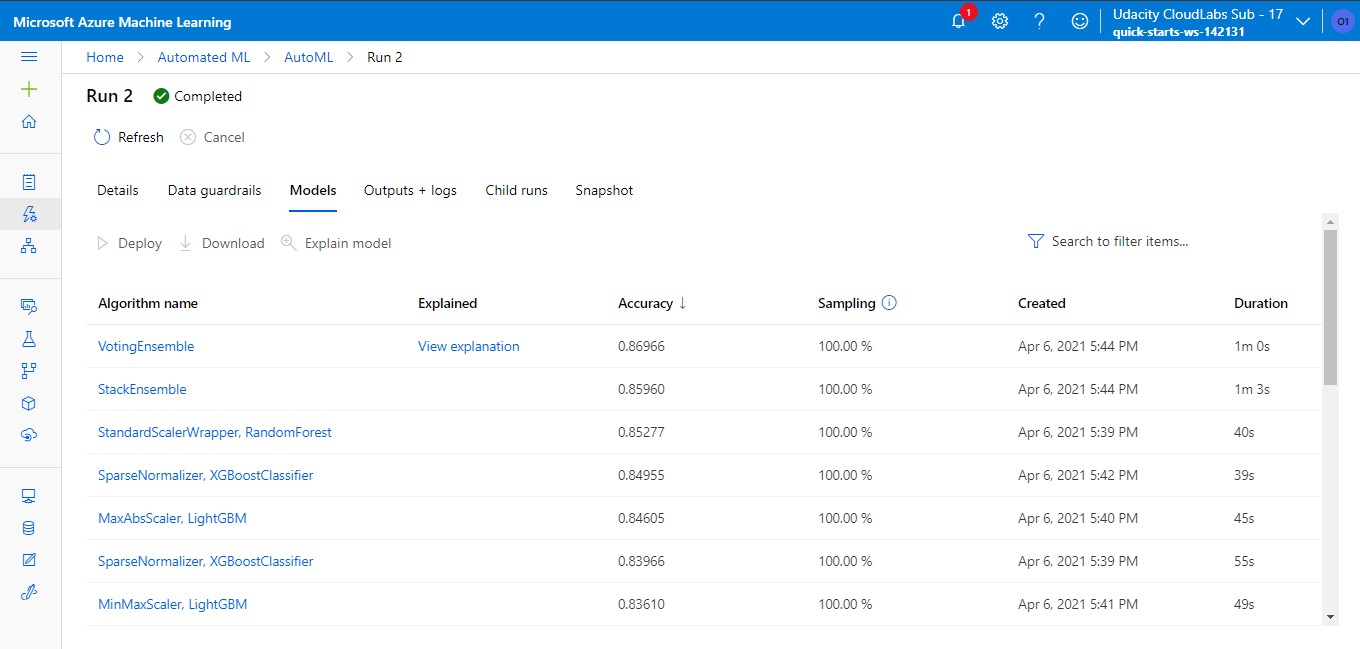 Microsoft Azure Machine Learning
1
Udacity CloudLabs Sub - 17
quick-starts-ws-142131
O1
Home > Automated ML > AutoML > Run 2
Run 2 Completed
Refresh Cancel
Details Data guardrails Models Outputs + logs Child runs Snapshot
Deploy Download Explain model Search to filter items...
Algorithm name Explained Accuracy ↓ Sampling Created Duration
VotingEnsemble View explanation 0.86966 100.00 % Apr 6, 2021 5:44 PM 1m 0s
StackEnsemble 0.85960 100.00 % Apr 6, 2021 5:44 PM 1m 3s
StandardScalerWrapper, RandomForest 0.85277 100.00 % Apr 6, 2021 5:39 PM 40s
SparseNormalizer, XGBoostClassifier 0.84955 100.00 % Apr 6, 2021 5:42 PM 39s
MaxAbsScaler, LightGBM 0.84605 100.00 % Apr 6, 2021 5:40 PM 45s
SparseNormalizer, XGBoostClassifier 0.83966 100.00 % Apr 6, 2021 5:39 PM 55s
MinMaxScaler, LightGBM 0.83610 100.00 % Apr 6, 2021 5:41 PM 49s